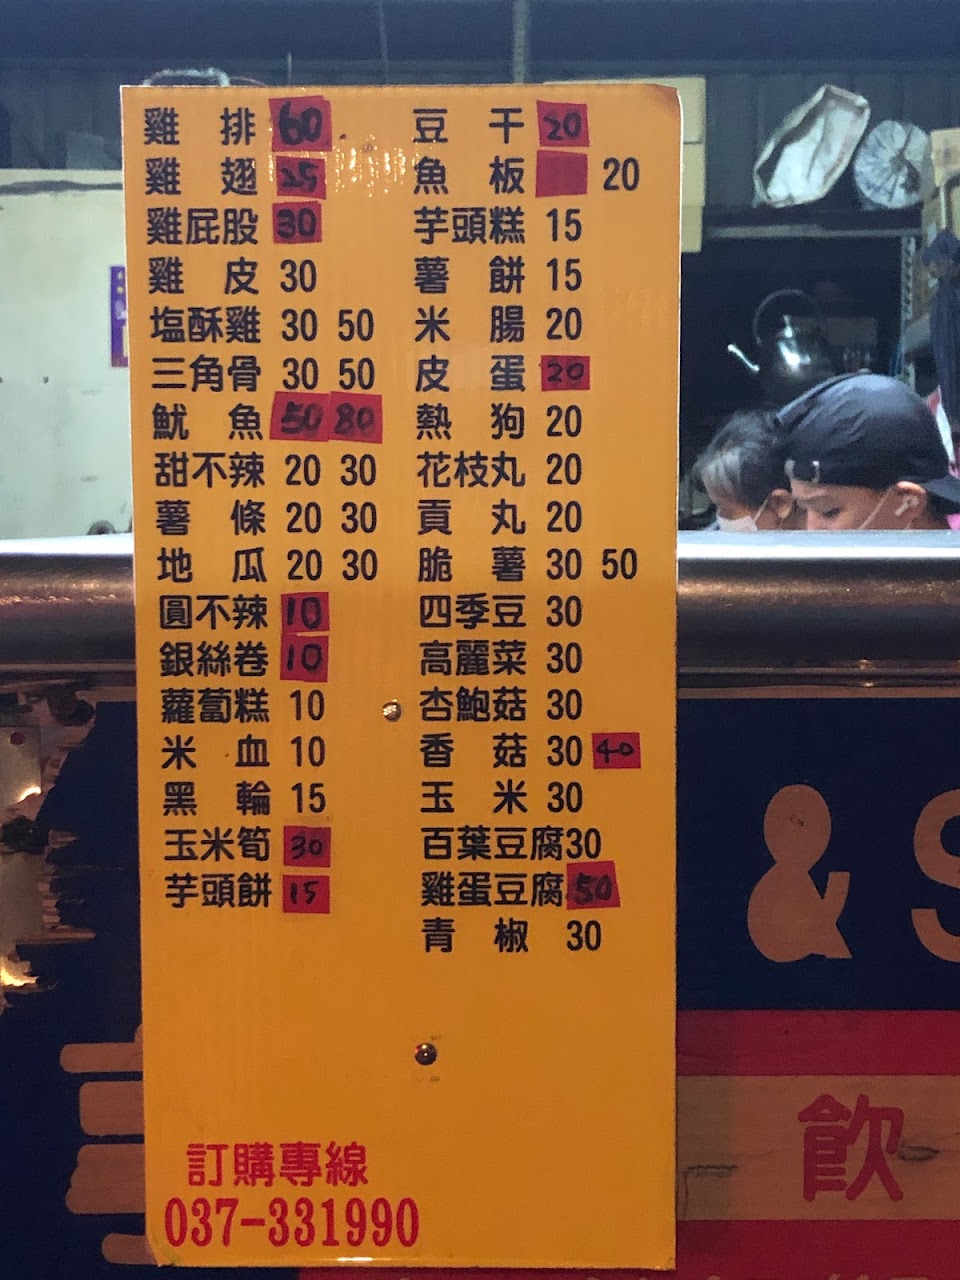 雞排 60
雞翅 25
雞屁股 30
雞皮 30
塩酥雞 30 50
三角骨 30 50
魷魚 50 80
甜不辣 20 30
薯條 20 30
地瓜 20 30
圓不辣 10
銀絲卷 10
蘿蔔糕 10
米血 10
黑輪 15
玉米筍 30
芋頭餅 15
豆干 20
魚板 20
芋頭糕 15
薯餅 15
米腸 20
皮蛋 20
熱狗 20
花枝丸 20
貢丸 20
脆薯 30 50
四季豆 30
高麗菜 30
杏鮑菇 30
香菇 30 40
玉米 30
百葉豆腐30
雞蛋豆腐 50
青椒 30
訂購專線
037-331990
& S
飲